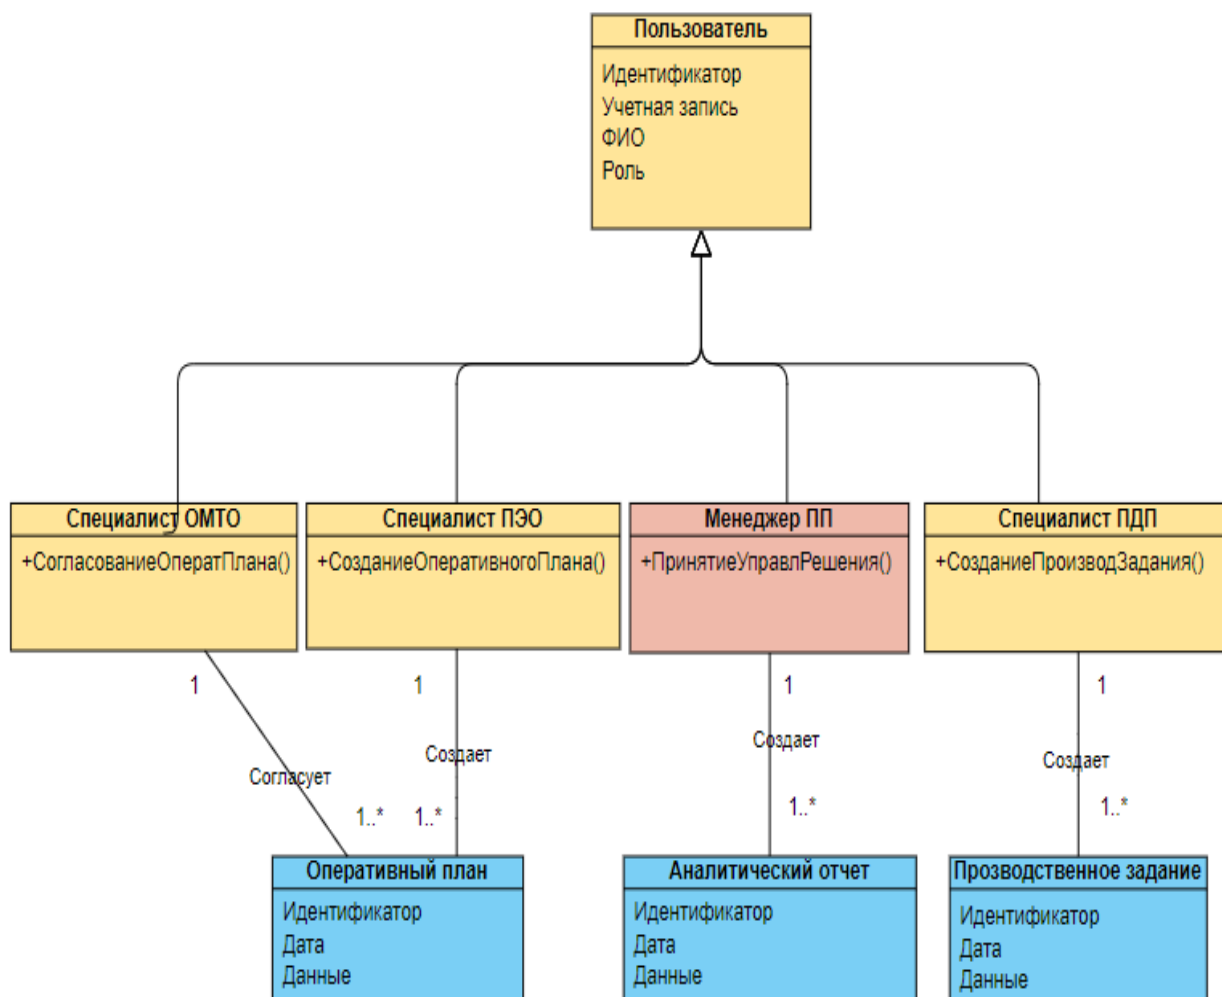 Пользователь
Идентификатор
Учетная запись
ФИО
Роль
Специалист ОМТО
+СогласованиеОператПлана()
Специалист ПЭО
+СозданиеОперативногоПлана()
Менеджер ПП
+ПринятиеУправлРешения()
Специалист ПДП
+СозданиеПроизводЗадания()
1
1
1
1
Согласует
Создает
Создает
Создает
1..*
1..*
1..*
1..*
Оперативный план
Идентификатор
Дата
Данные
Аналитический отчет
Идентификатор
Дата
Данные
Прозводственное задание
Идентификатор
Дата
Данные